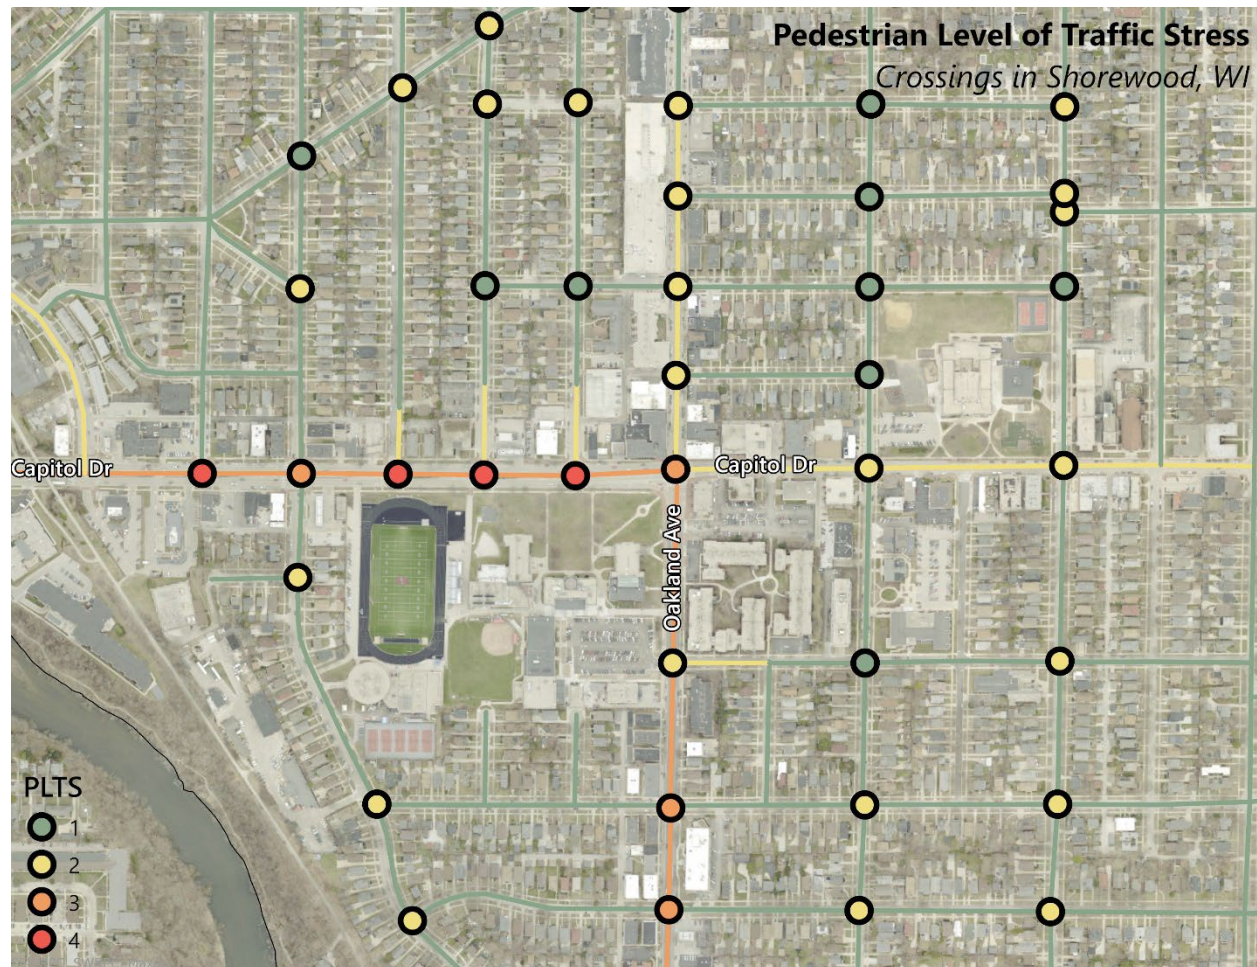 Pedestrian Level of Traffic Stress
Crossings in Shorewood, WI
Capitol Dr
Capitol Dr
Oakland Ave
PLTS
1
2
3
4